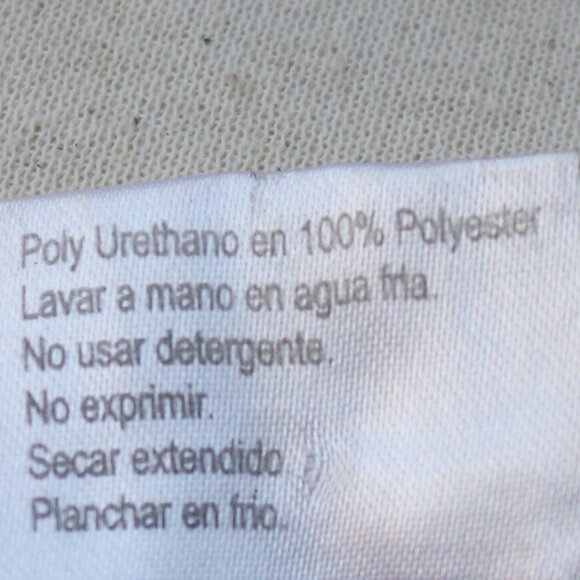 Poly Urethano en 100% Polyester
Lavar a mano en agua fria.
No usar detergente.
No exprimir.
Secar extendido
Planchar en frio.